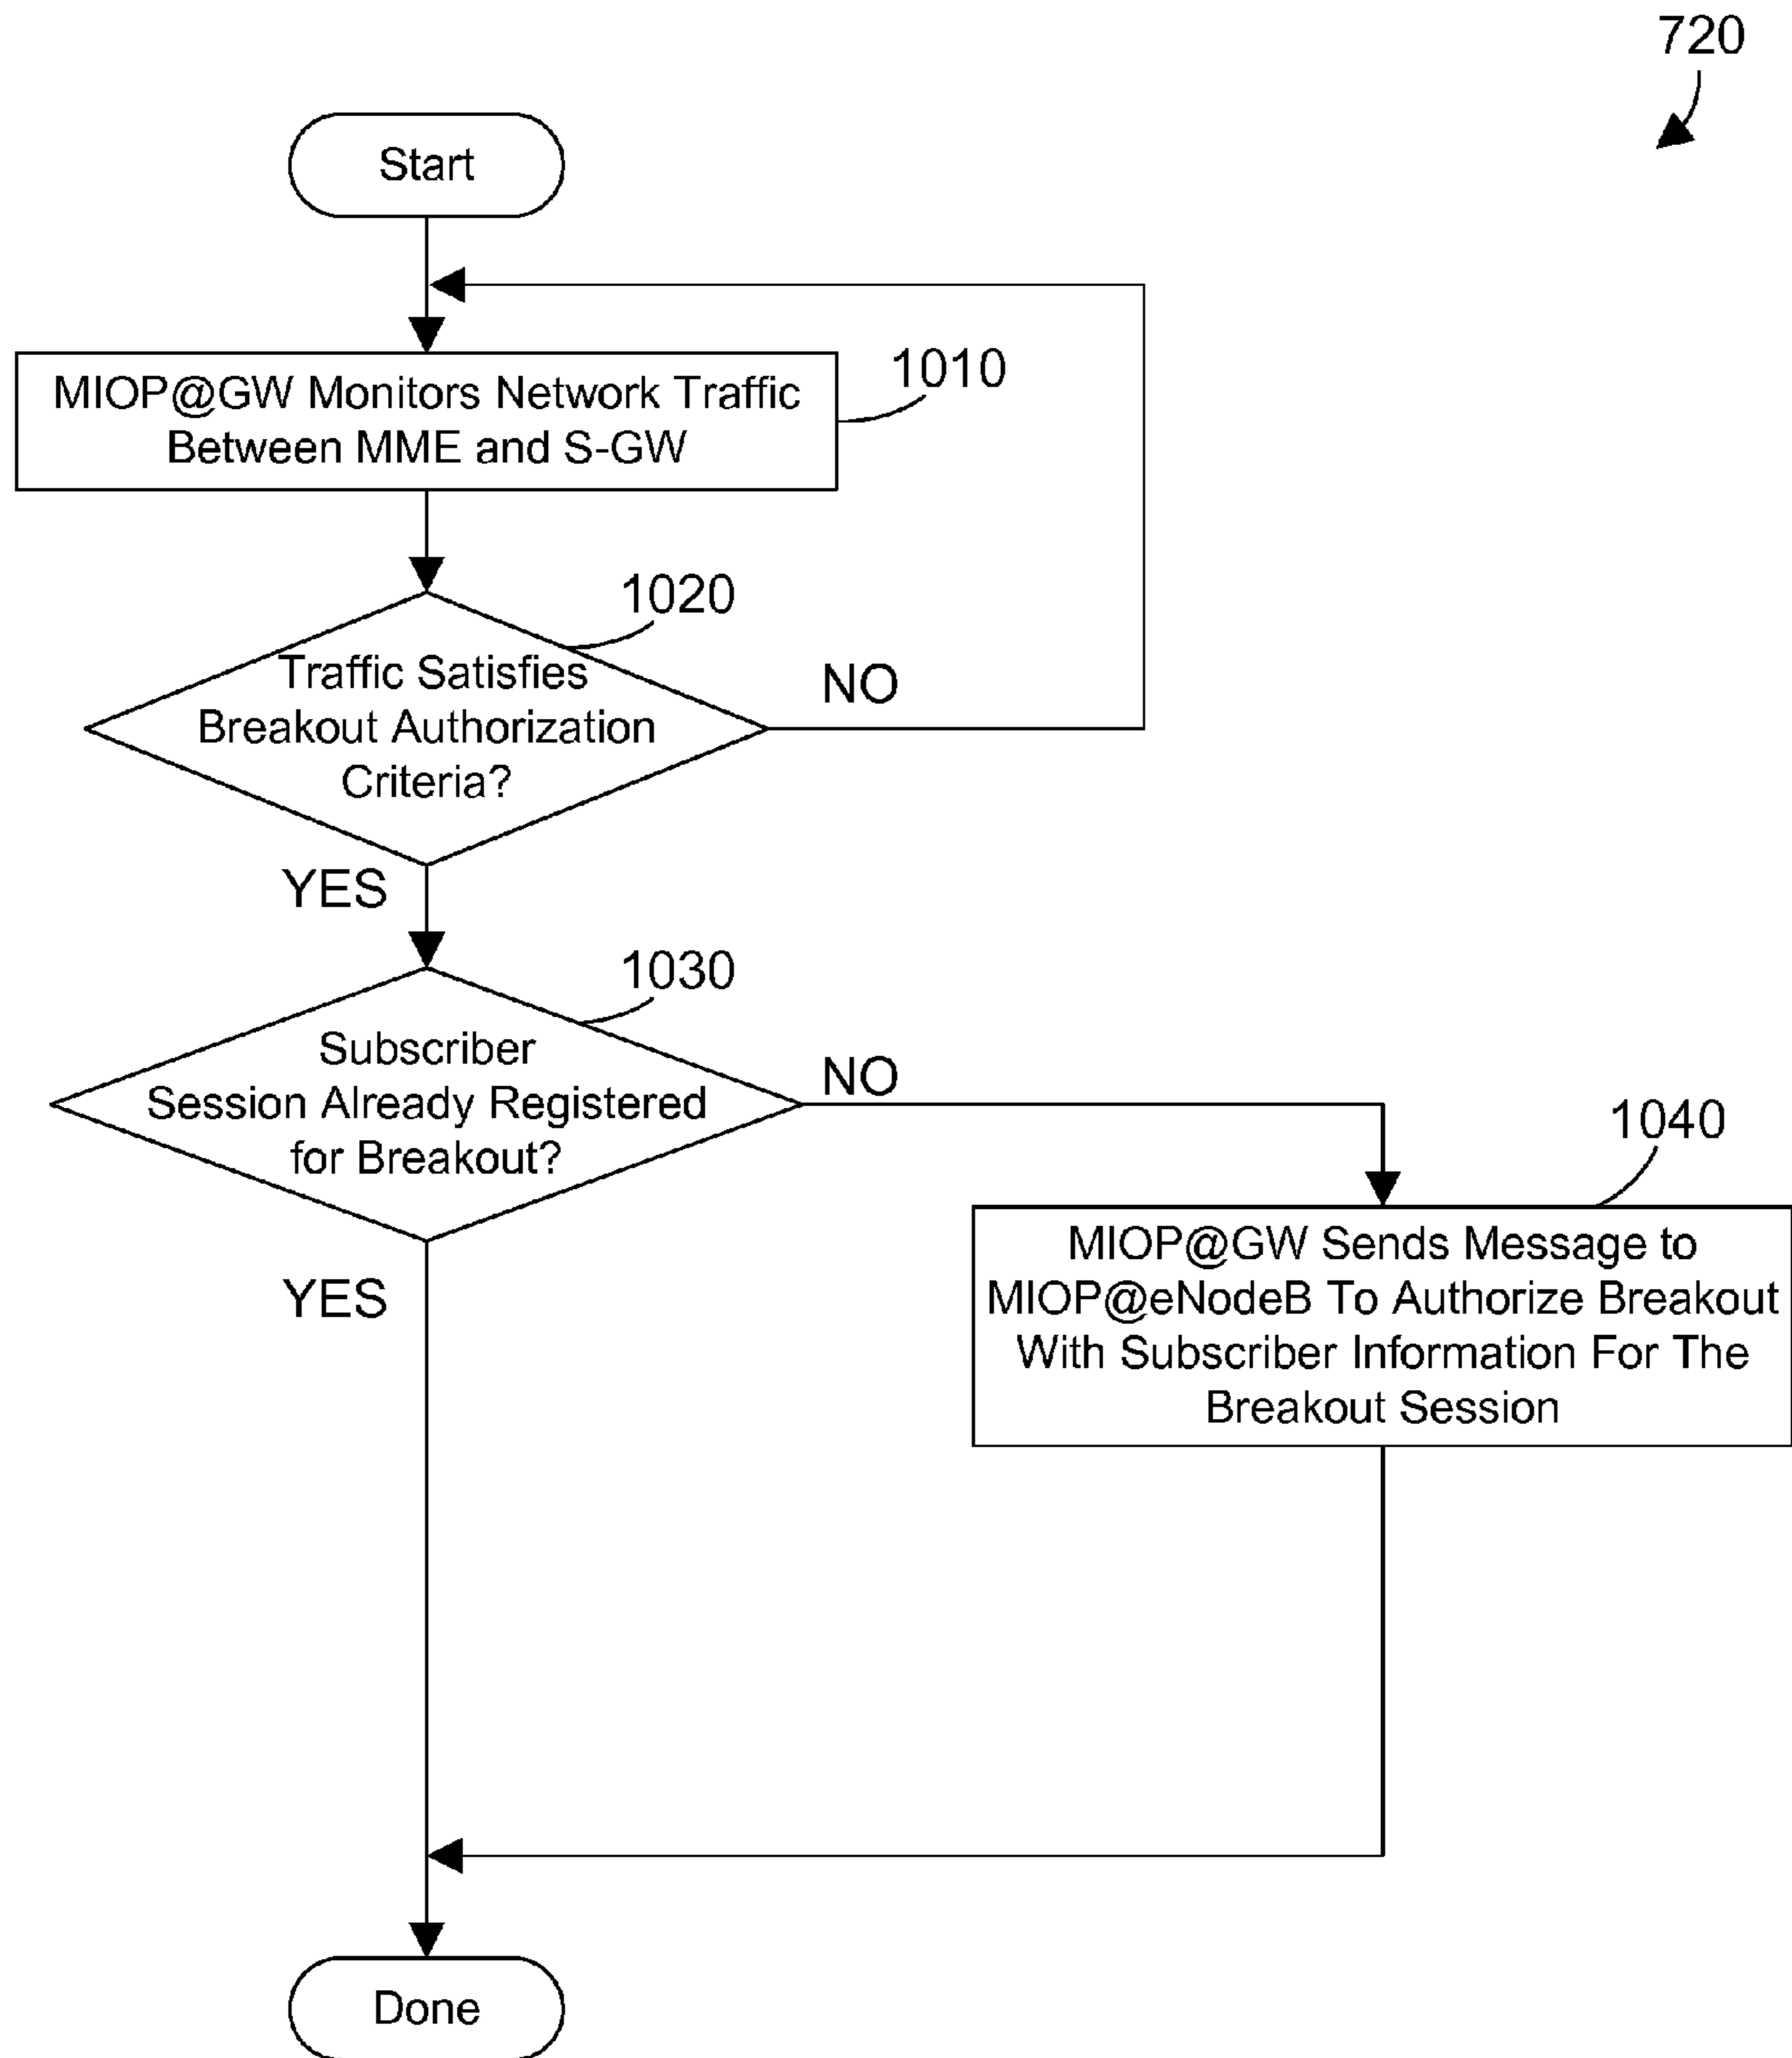 720
Start
MIOP@GW Monitors Network Traffic
Between MME and S-GW
1010
Traffic Satisfies
Breakout Authorization
Criteria?
1020
NO
YES
Subscriber
Session Already Registered
for Breakout?
1030
NO
YES
1040
MIOP@GW Sends Message to
MIOP@eNodeB To Authorize Breakout
With Subscriber Information For The
Breakout Session
Done